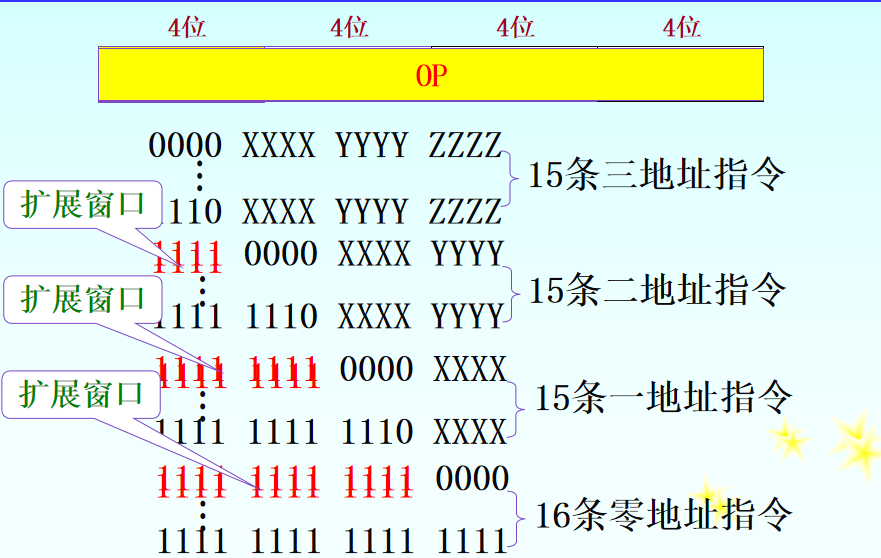 4位 4位 4位 4位
OP
0000 XXXX YYYY ZZZZ
15条三地址指令
扩展窗口
1110 XXXX YYYY ZZZZ
1111 0000 XXXX YYYY
15条二地址指令
扩展窗口
1111 1110 XXXX YYYY
1111 1111 0000 XXXX
15条一地址指令
扩展窗口
1111 1111 1110 XXXX
1111 1111 1111 0000
16条零地址指令
1111 1111 1111 1111